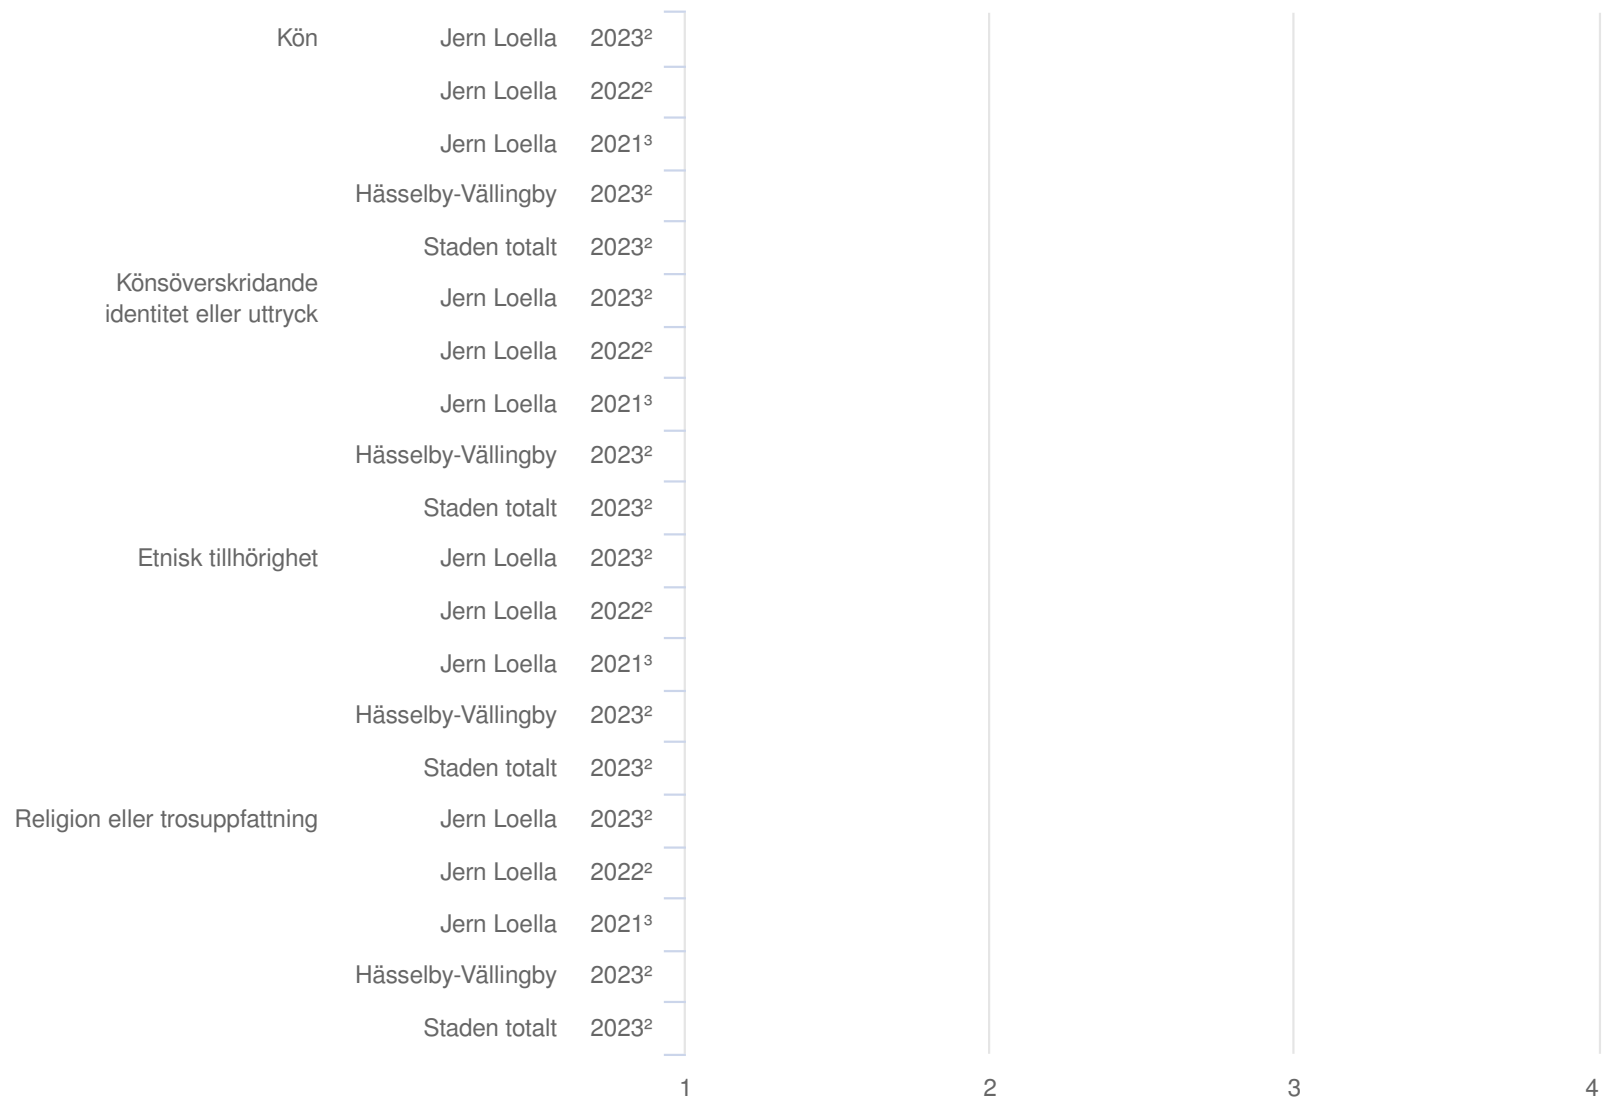 Kön Jern Loella 2023²
Jern Loella 2022²
Jern Loella 2021³
Hässelby-Vällingby 2023²
Staden totalt 2023²
Könsöverskridande
identitet eller uttryck Jern Loella 2023²
Jern Loella 2022²
Jern Loella 2021³
Hässelby-Vällingby 2023²
Staden totalt 2023²
Etnisk tillhörighet Jern Loella 2023²
Jern Loella 2022²
Jern Loella 2021³
Hässelby-Vällingby 2023²
Staden totalt 2023²
Religion eller trosuppfattning Jern Loella 2023²
Jern Loella 2022²
Jern Loella 2021³
Hässelby-Vällingby 2023²
Staden totalt 2023²
1 2 3 4